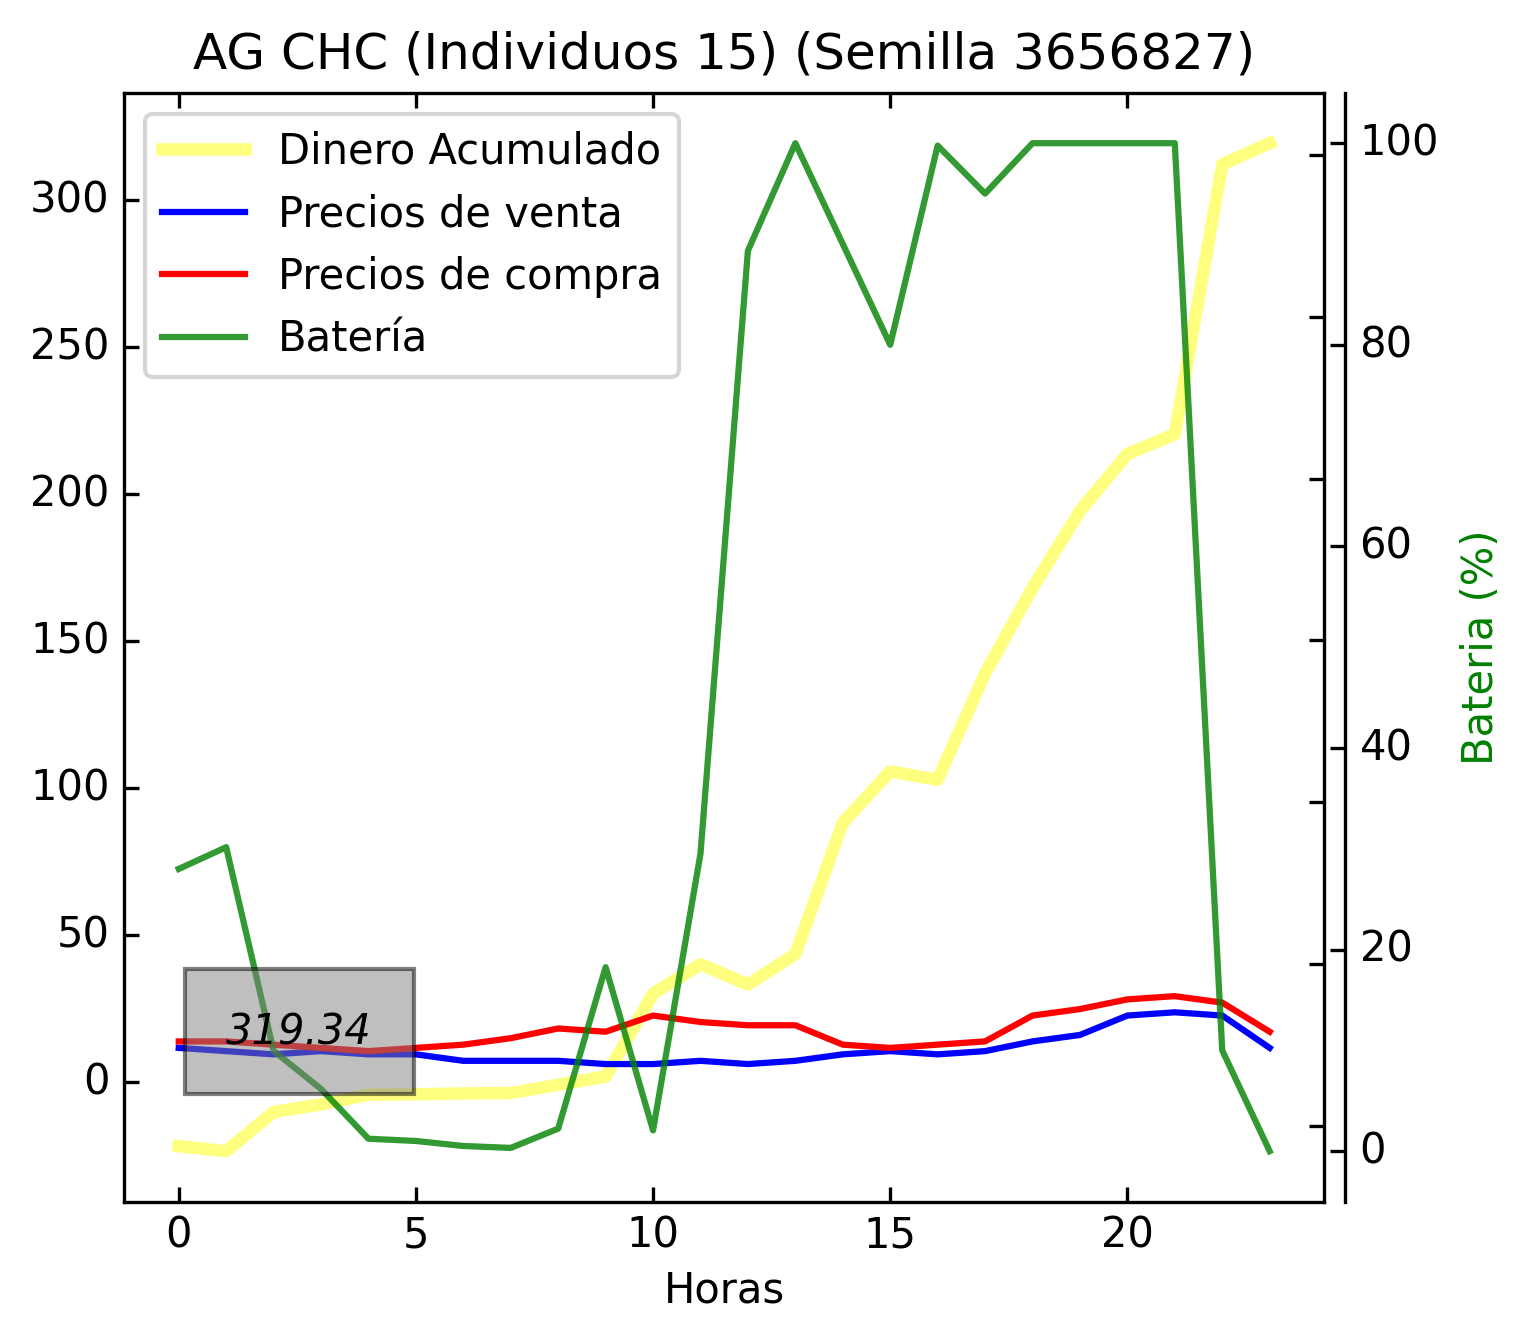 AG CHC (Individuos 15) (Semilla 3656827)
Dinero Acumulado
Precios de venta
Precios de compra
Batería
300
250
200
150
100
50
0
319.34
100
80
60
40
20
0
Bateria (%)
0 5 10 15 20
Horas